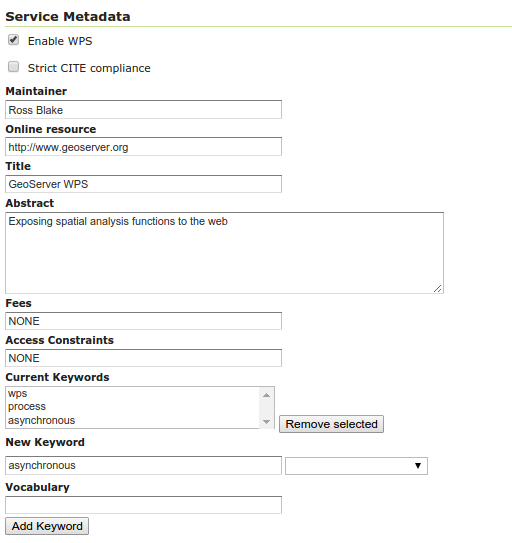 Service Metadata
Enable WPS
Strict CITE compliance
Maintainer
Ross Blake
Online resource
http://www.geoserver.org
Title
GeoServer WPS
Abstract
Exposing spatial analysis functions to the web
Fees
NONE
Access Constraints
NONE
Current Keywords
wps
process
asynchronous
Remove selected
New Keyword
asynchronous
Vocabulary
Add Keyword